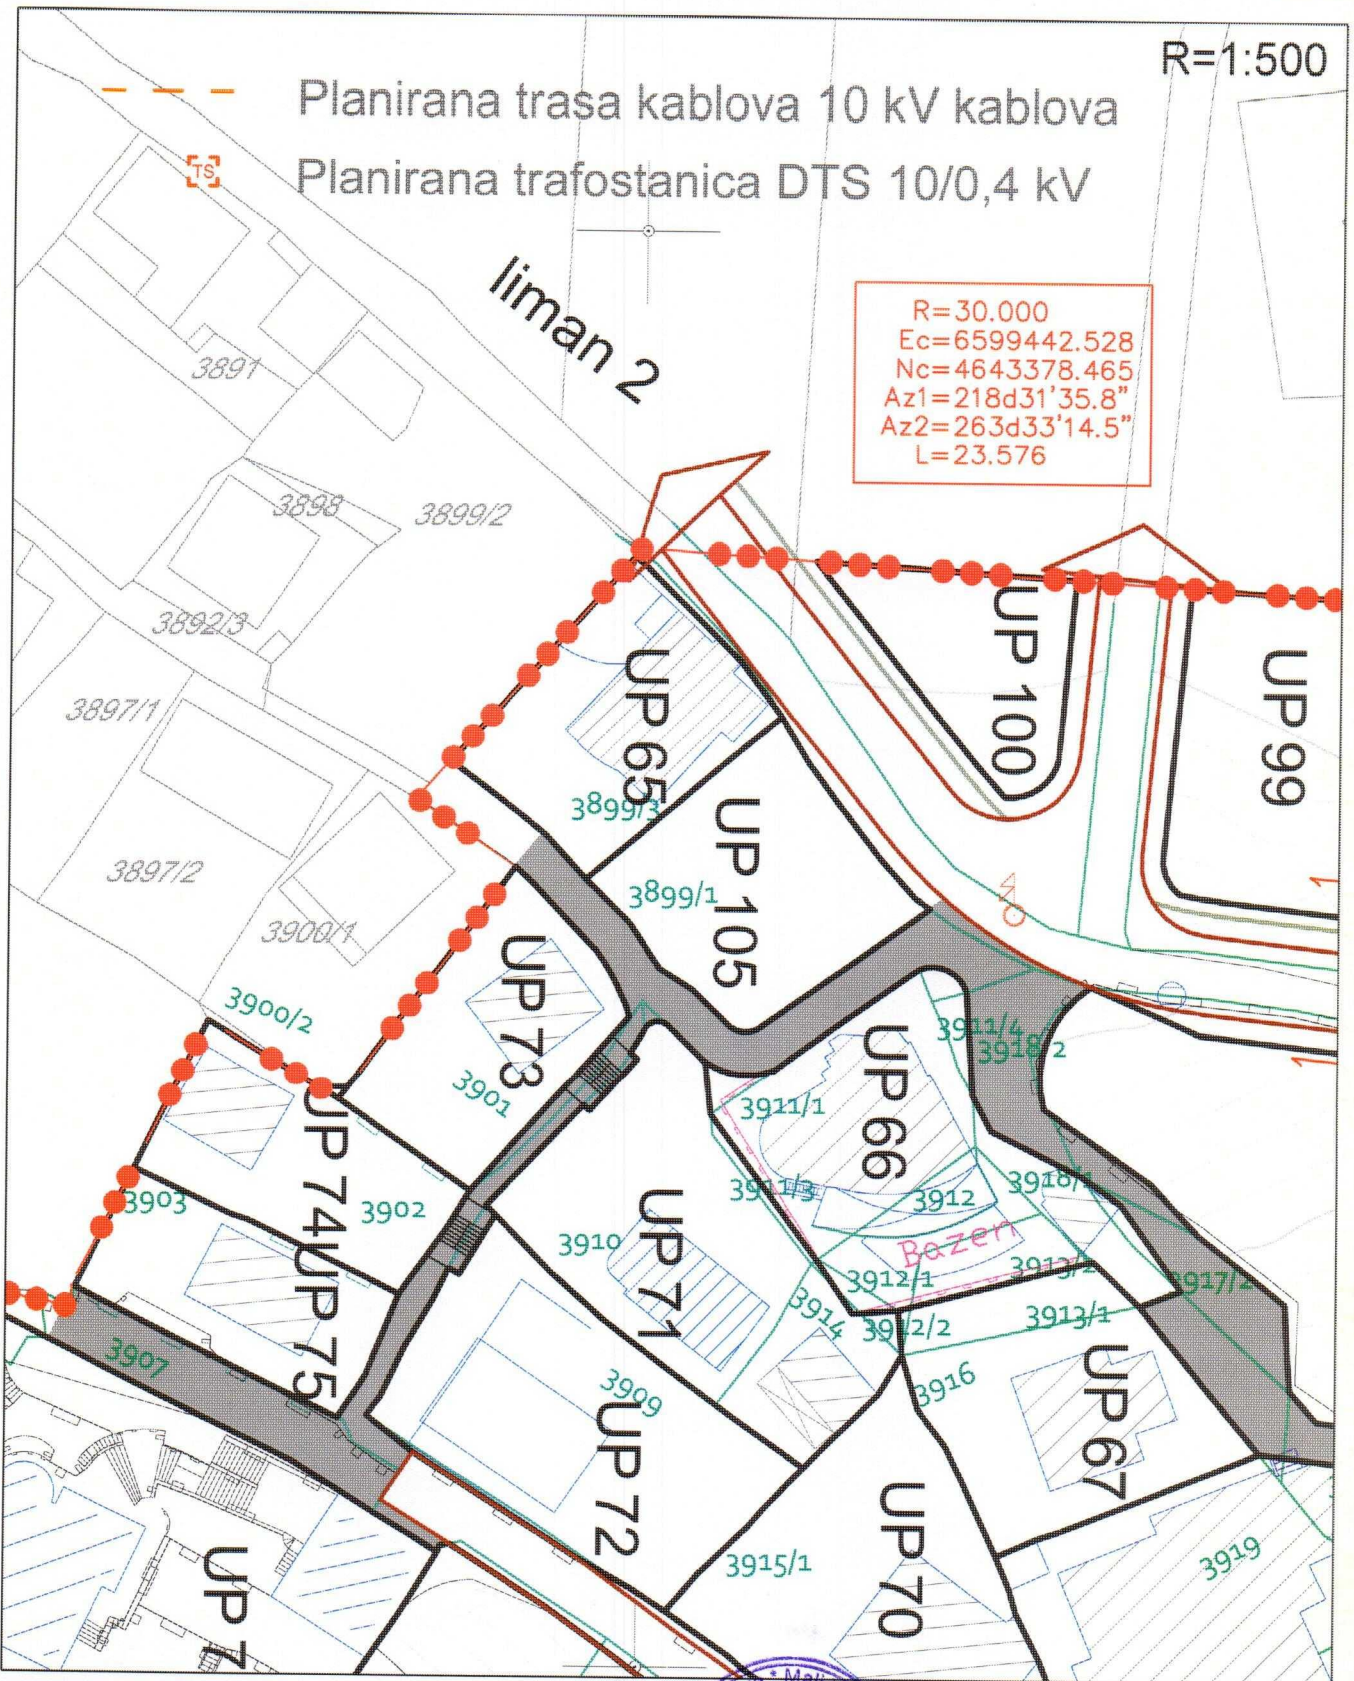 R=1:500
Planirana trasa kablova 10 kV kablova
TS
Planirana trafostanica DTS 10/0,4 kV
liman 2
R=30.000
Ec=6599442.528
Nc=4643378.465
Az1=218d31'35.8"
Az2=263d33'14.5"
L=23.576
3891
3898
3899/2
3892/3
3897/1
UP 65
UP 100
UP 99
3899/3
3897/2
3899/1
UP 105
3900/1
3900/2
UP 73
3901
3911/4
3918/2
UP 66
3911/1
3911/3
3903
UP 74
3902
3912
3918/1
3910
UP 71
Bazen
UP 75
3912/1
3913/2
3917/2
3914
3912/2
3913/1
3907
3909
3916
UP 67
UP 72
UP 70
3915/1
3919
UP 7